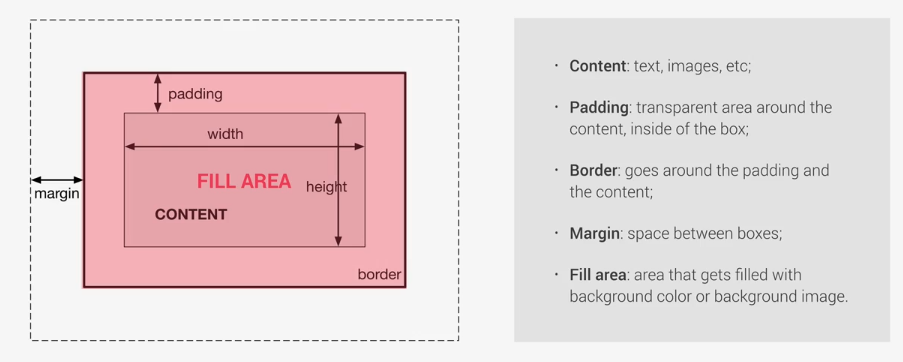 padding
width
FILL AREA
height
margin
CONTENT
border
· Content: text, images, etc;
· Padding: transparent area around the
content, inside of the box;
· Border: goes around the padding and
the content;
· Margin: space between boxes;
· Fill area: area that gets filled with
background color or background image.